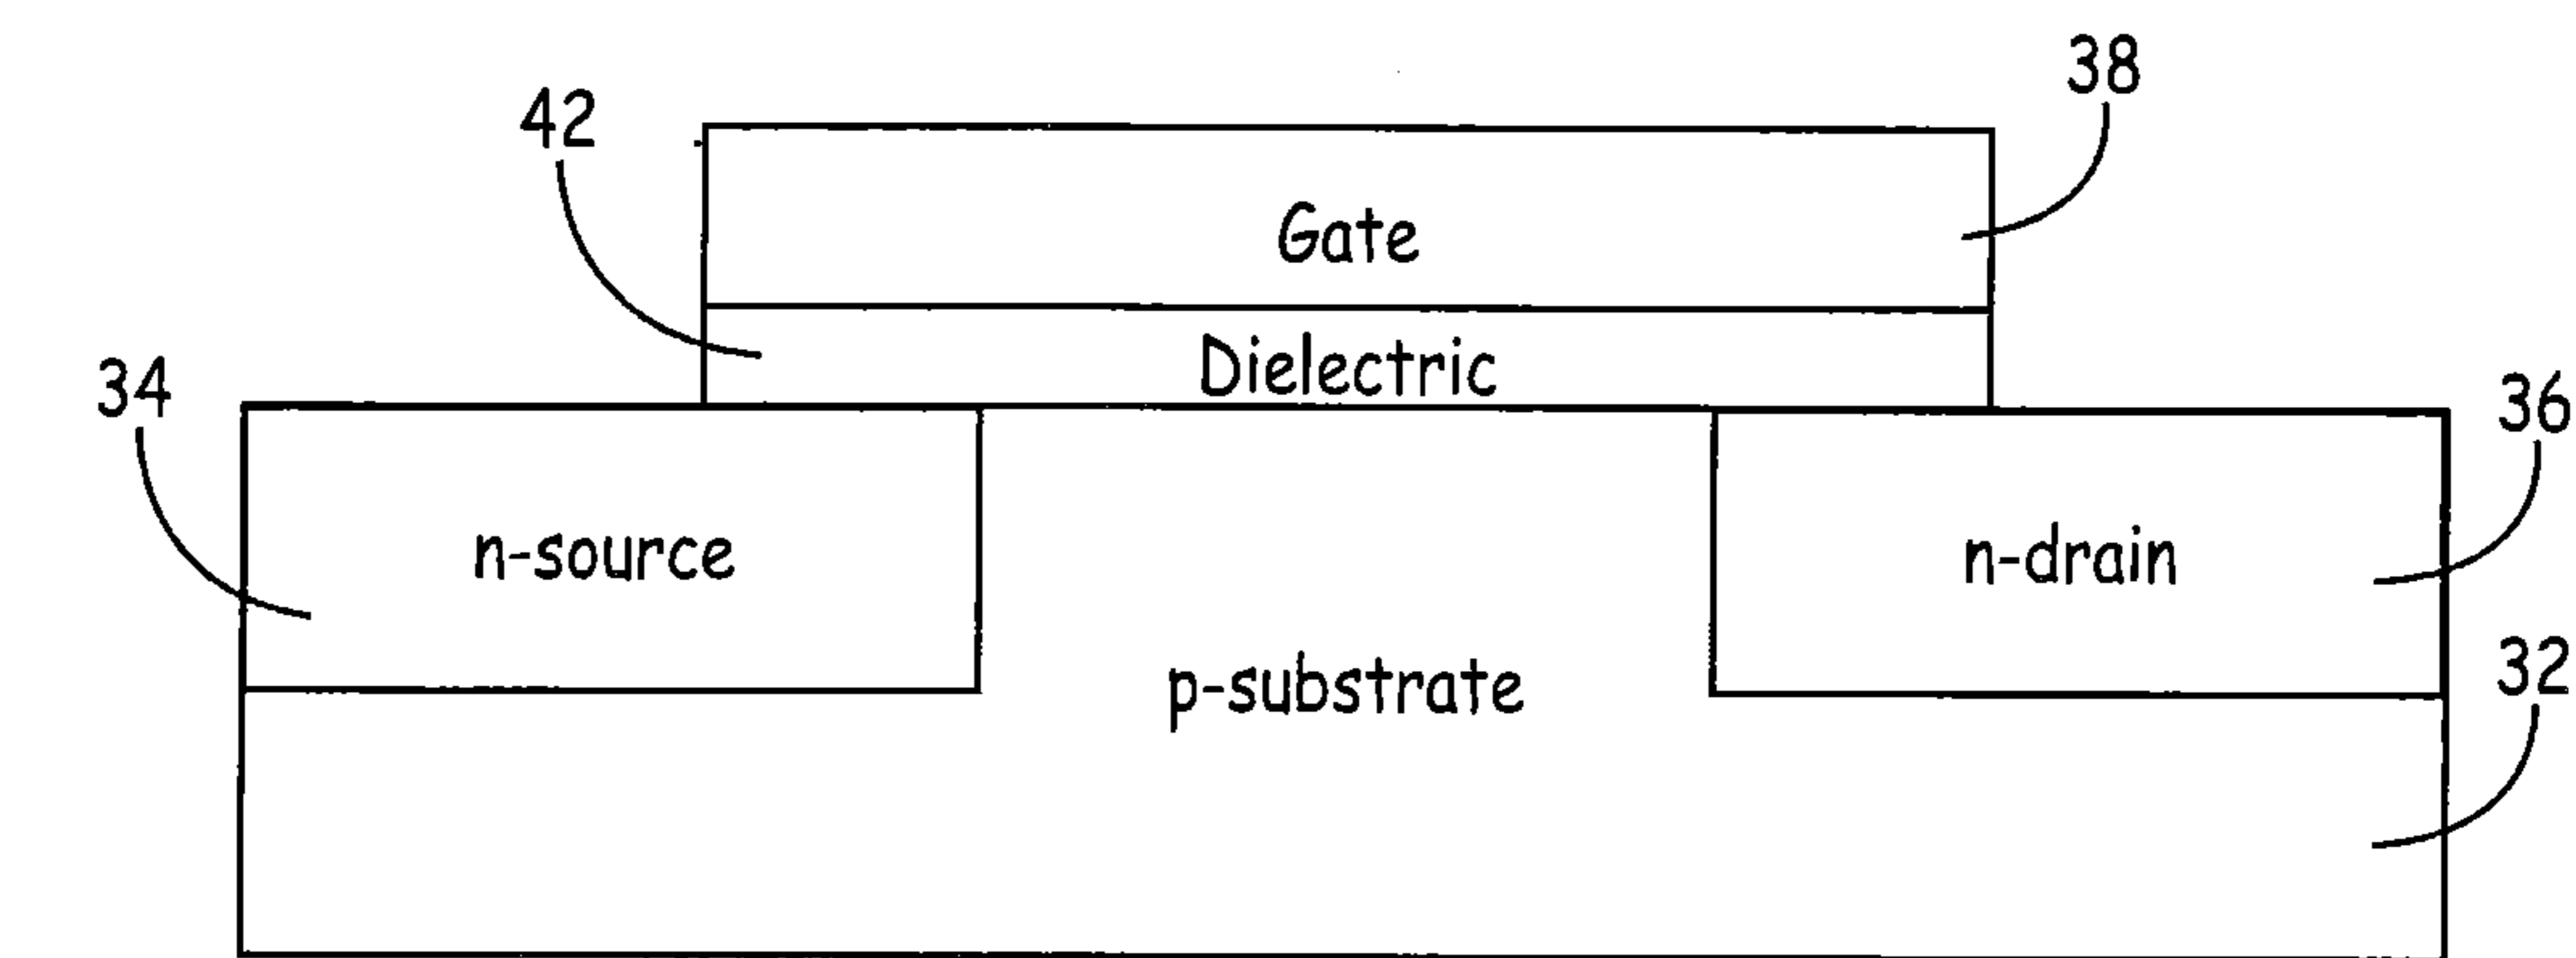 38
42
Gate
Dielectric
34
36
n-source
n-drain
32
p-substrate